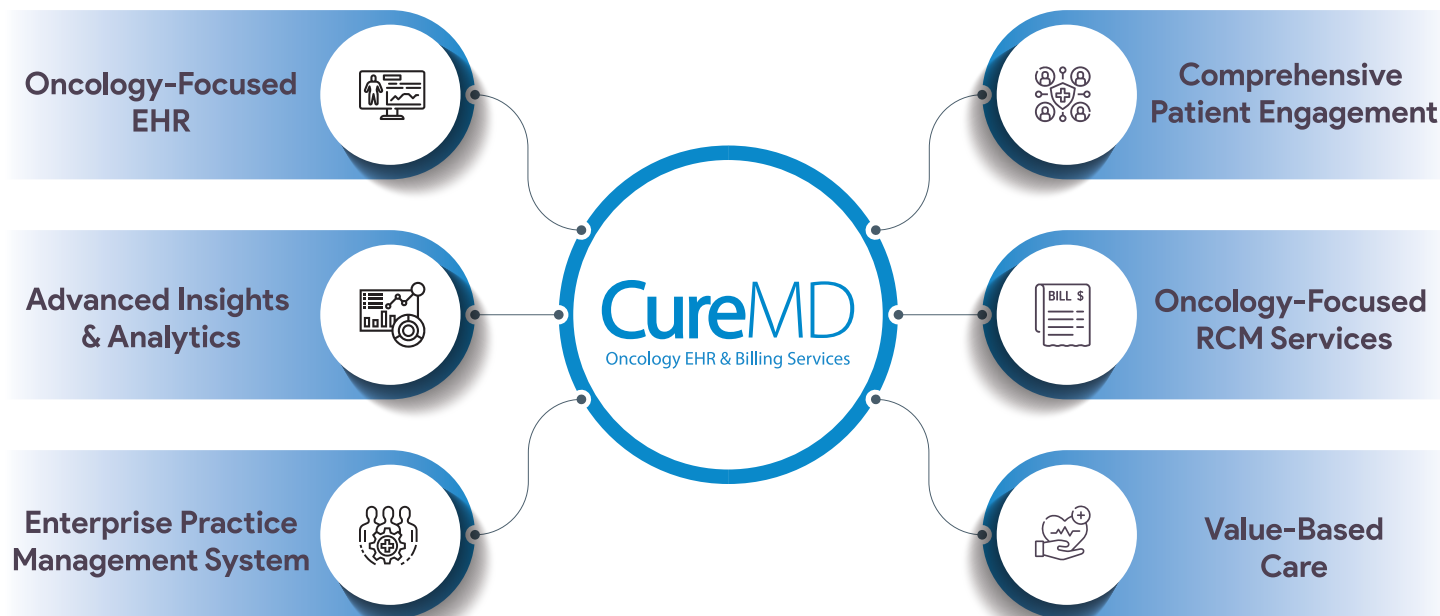 Oncology-Focused
EHR
Advanced Insights
& Analytics
Enterprise Practice
Management System
CureMD
Oncology EHR & Billing Services
Comprehensive
Patient Engagement
BILL $
Oncology-Focused
RCM Services
Value-Based
Care